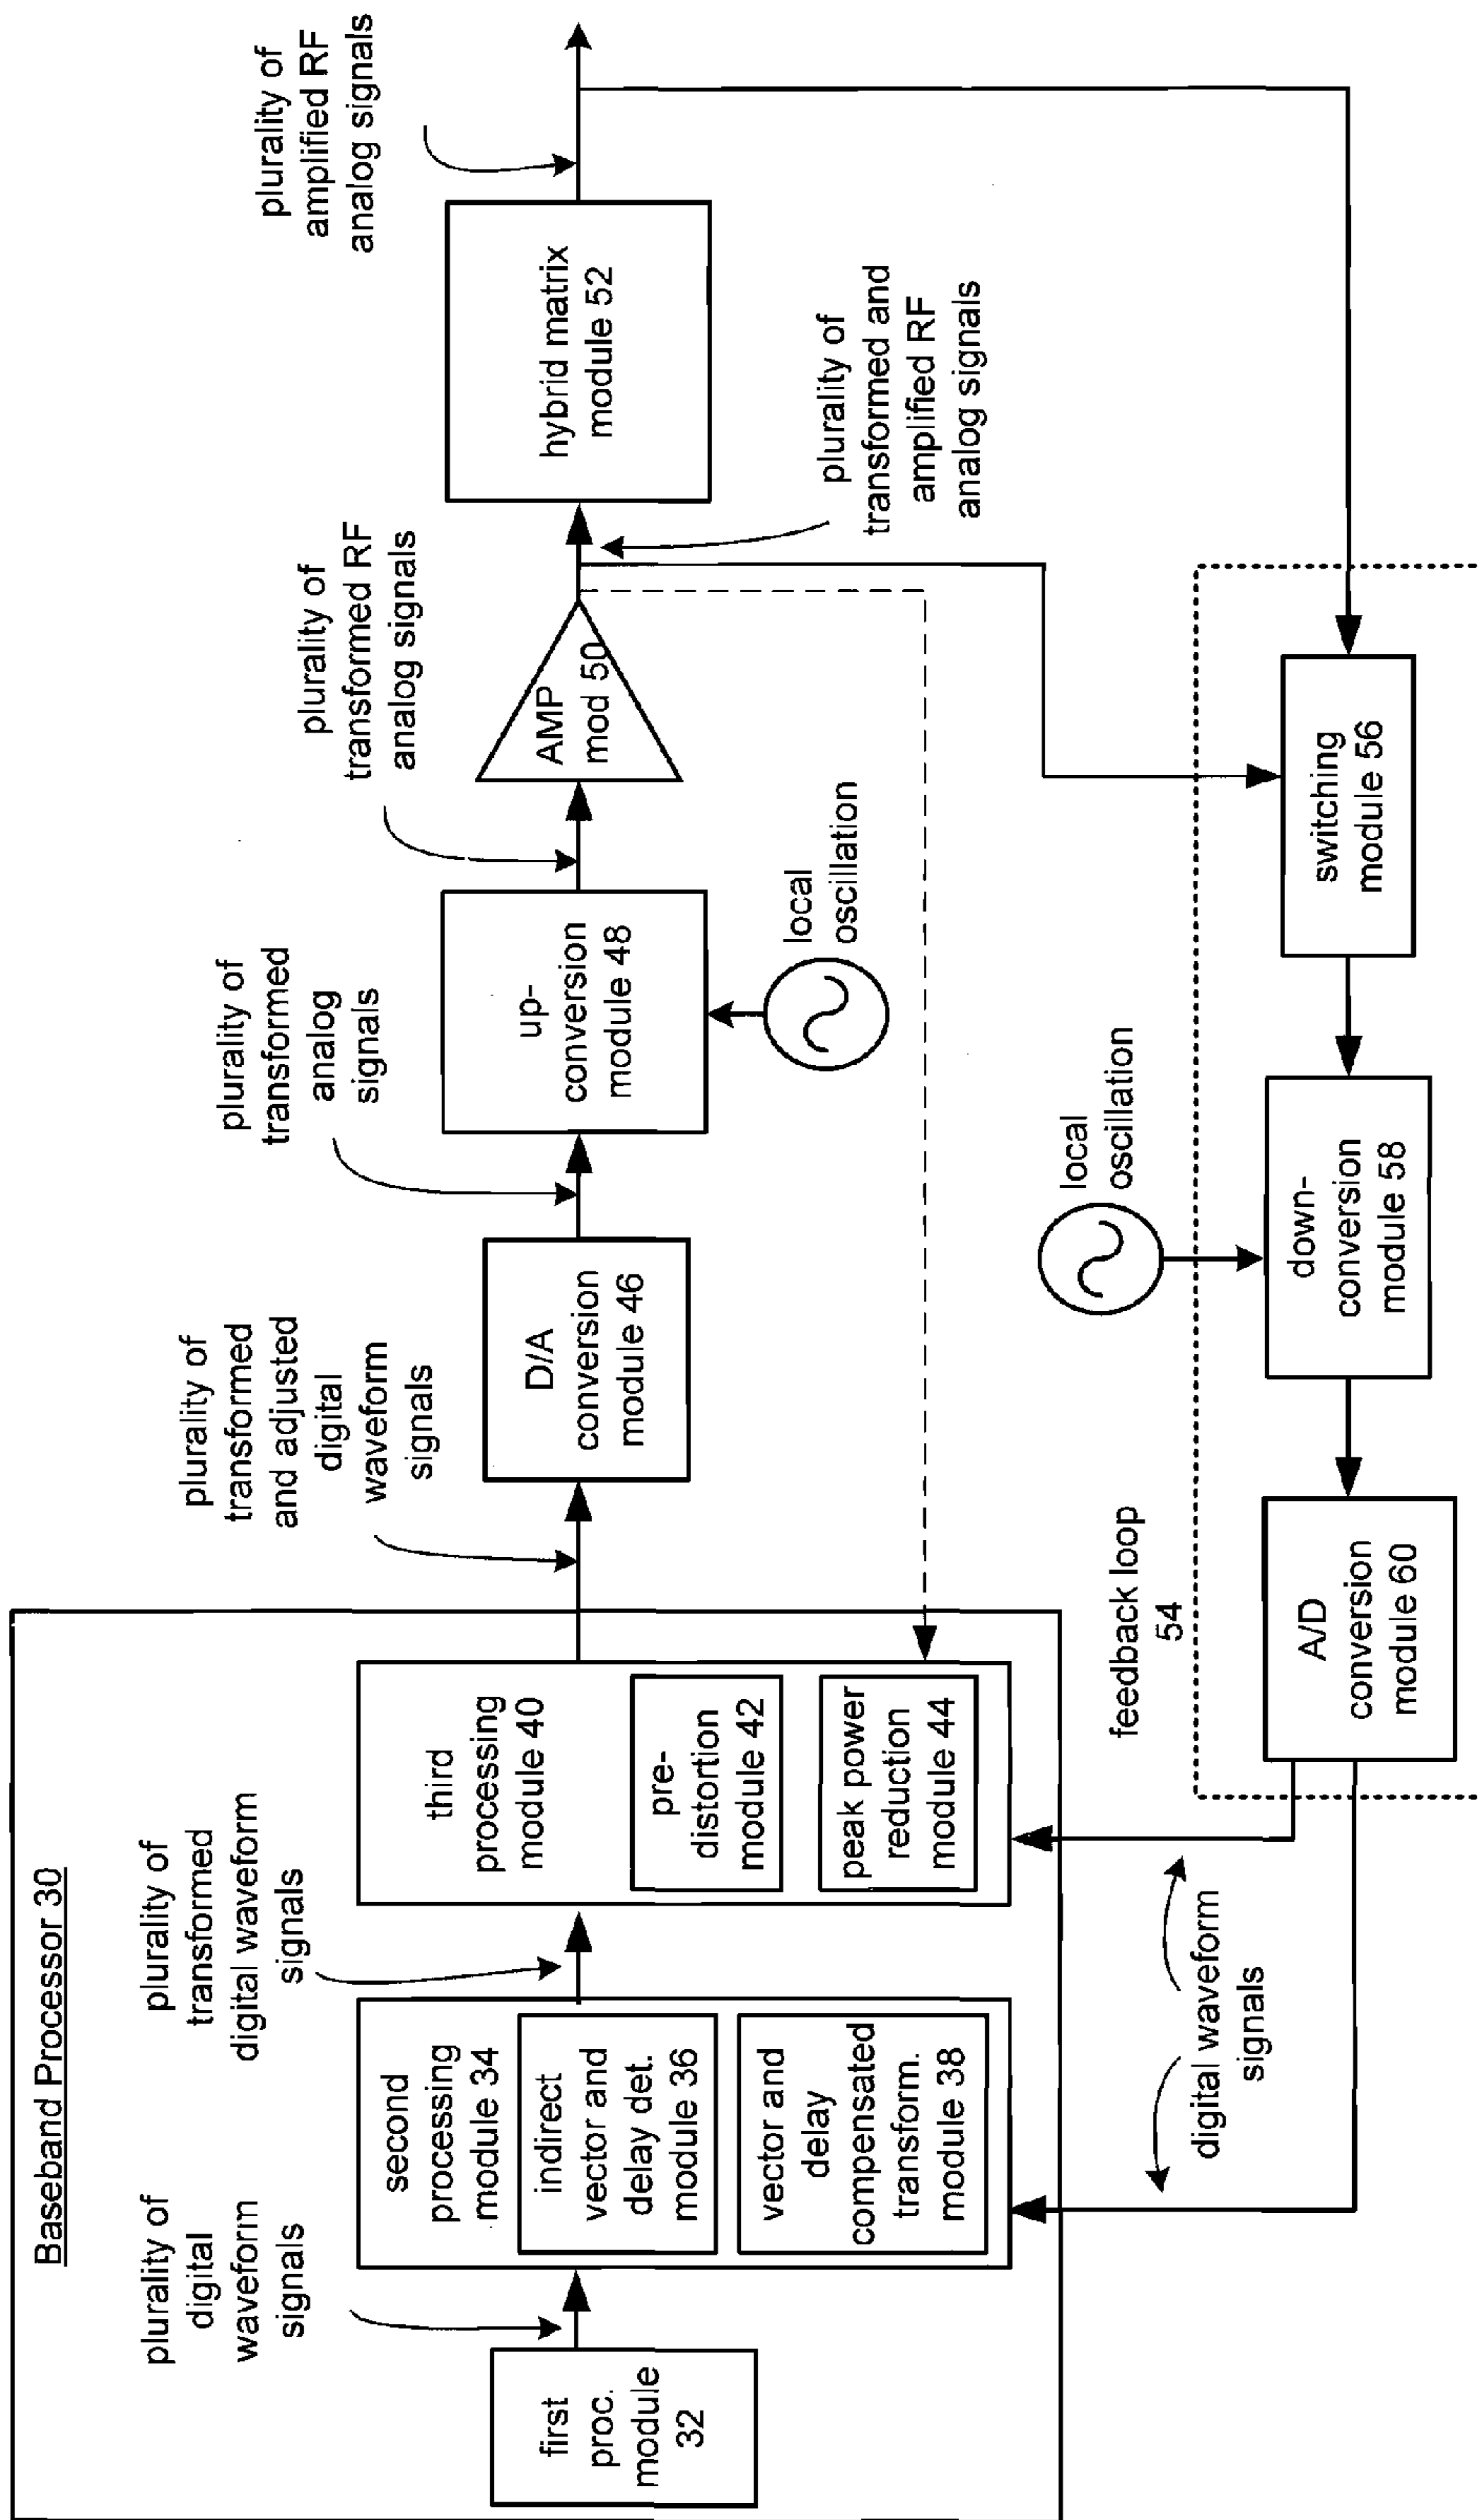 Baseband Processor 30
plurality of
digital
waveform
signals
first
proc.
module
32
second
processing
module 34
indirect
vector and
delay det.
module 36
vector and
delay
compensated
transform.
module 38
plurality of
transformed
digital waveform
signals
third
processing
module 40
pre-
distortion
module 42
peak power
reduction
module 44
plurality of
transformed
and adjusted
digital
waveform
signals
D/A
conversion
module 46
plurality of
transformed
analog
signals
up-
conversion
module 48
local
oscillation
plurality of
transformed RF
analog signals
AMP
mod 50
plurality of
transformed and
amplified RF
analog signals
hybrid matrix
module 52
plurality of
amplified RF
analog signals
digital waveform
signals
feedback loop
54
A/D
conversion
module 60
local
oscillation
down-
conversion
module 58
switching
module 56